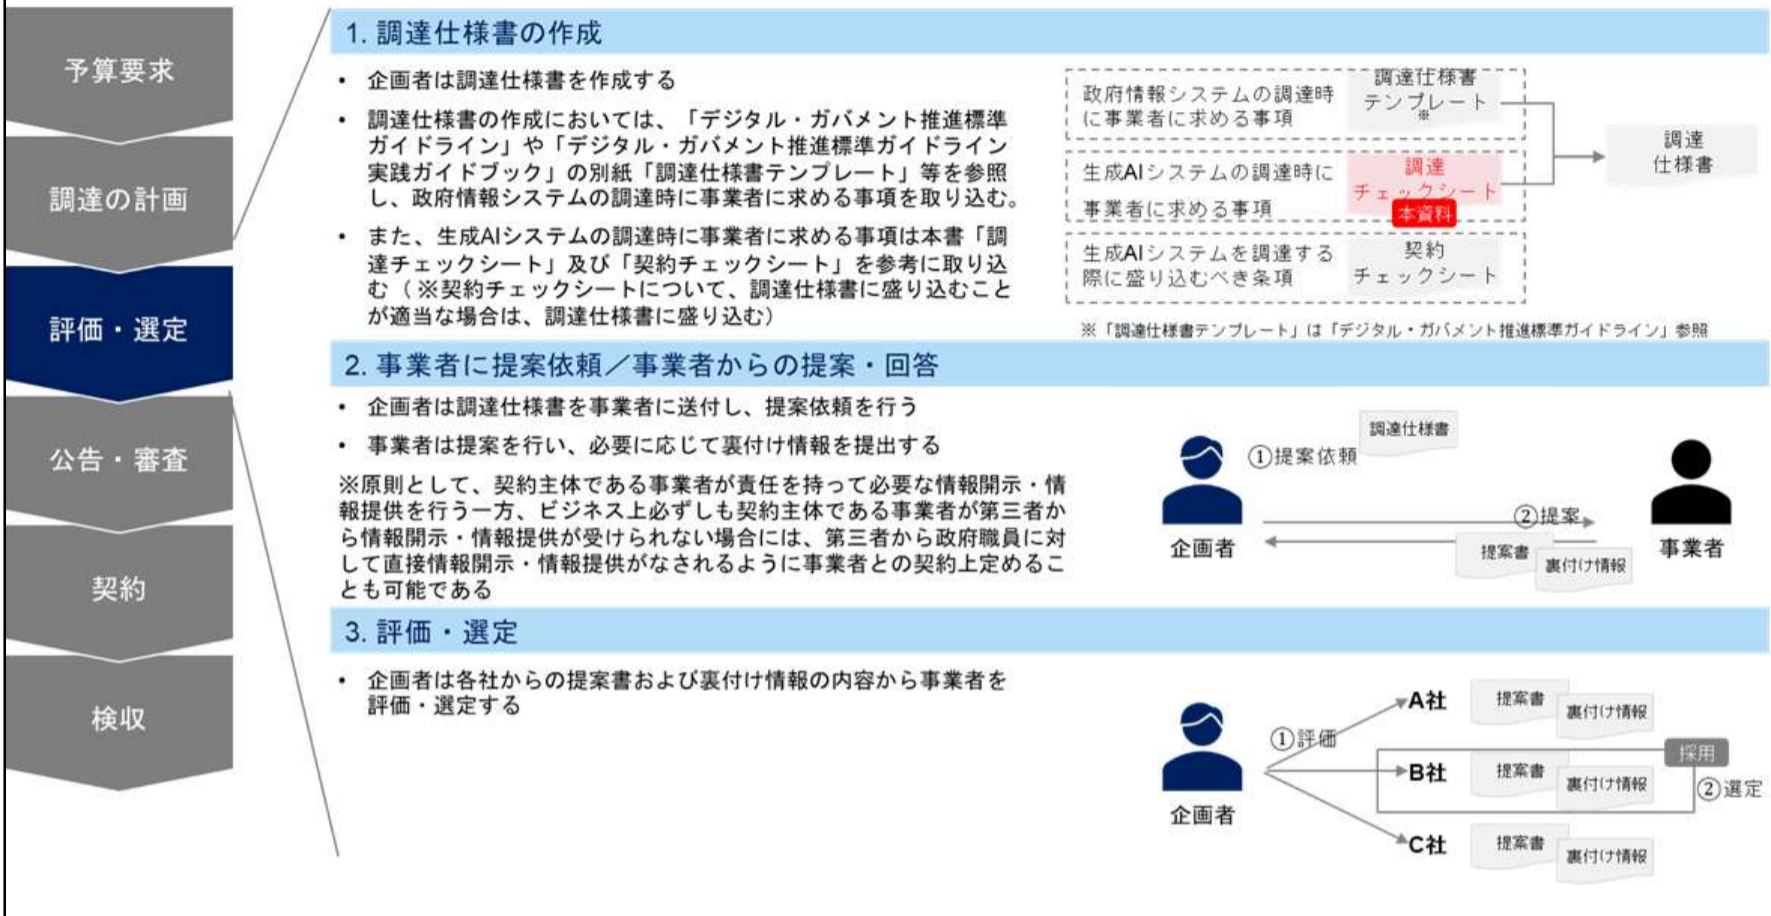 予算要求
調達の計画
評価・選定
公告・審査
契約
検収
1. 調達仕様書の作成
• 企画者は調達仕様書を作成する
• 調達仕様書の作成においては、「デジタル・ガバメント推進標準
ガイドライン」や「デジタル・ガバメント推進標準ガイドライン
実践ガイドブック」の別紙「調達仕様書テンプレート」等を参照
し、政府情報システムの調達時に事業者に求める事項を取り込む。
• また、生成AIシステムの調達時に事業者に求める事項は本書「調
達チェックシート」及び「契約チェックシート」を参考に取り込
む（※契約チェックシートについて、調達仕様書に盛り込むこと
が適当な場合は、調達仕様書に盛り込む）
政府情報システムの調達時
に事業者に求める事項
調達仕様書
テンプレート
※
生成AIシステムの調達時に
事業者に求める事項
調達
チェックシート
本資料
生成AIシステムを調達する
際に盛り込むべき条項
契約
チェックシート
調達
仕様書
※「調達仕様書テンプレート」は「デジタル・ガバメント推進標準ガイドライン」参照
2. 事業者に提案依頼／事業者からの提案・回答
• 企画者は調達仕様書を事業者に送付し、提案依頼を行う
• 事業者は提案を行い、必要に応じて裏付け情報を提出する
※原則として、契約主体である事業者が責任を持って必要な情報開示・情
報提供を行う一方、ビジネス上必ずしも契約主体である事業者が第三者か
ら情報開示・情報提供が受けられない場合には、第三者から政府職員に対
して直接情報開示・情報提供がなされるように事業者との契約上定めるこ
とも可能である
調達仕様書
①提案依頼
②提案
提案書
裏付け情報
企画者
事業者
3. 評価・選定
• 企画者は各社からの提案書および裏付け情報の内容から事業者を
評価・選定する
企画者
①評価
A社
提案書
裏付け情報
採用
B社
提案書
裏付け情報
②選定
C社
提案書
裏付け情報